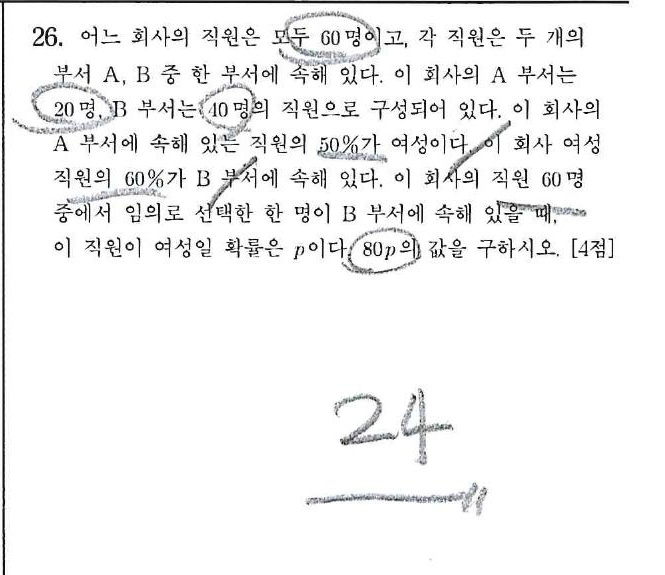 26. 어느 회사의 직원은 모두 60명이고, 각 직원은 두 개의
부서 A, B 중 한 부서에 속해 있다. 이 회사의 A 부서는
20명, B 부서는 40명의 직원으로 구성되어 있다. 이 회사의
A 부서에 속해 있는 직원의 50%가 여성이다. 이 회사 여성
직원의 60%가 B 부서에 속해 있다. 이 회사의 직원 60명
중에서 임의로 선택한 한 명이 B 부서에 속해 있을 때,
이 직원이 여성일 확률은 p이다. 80p의 값을 구하시오. [4점]
24